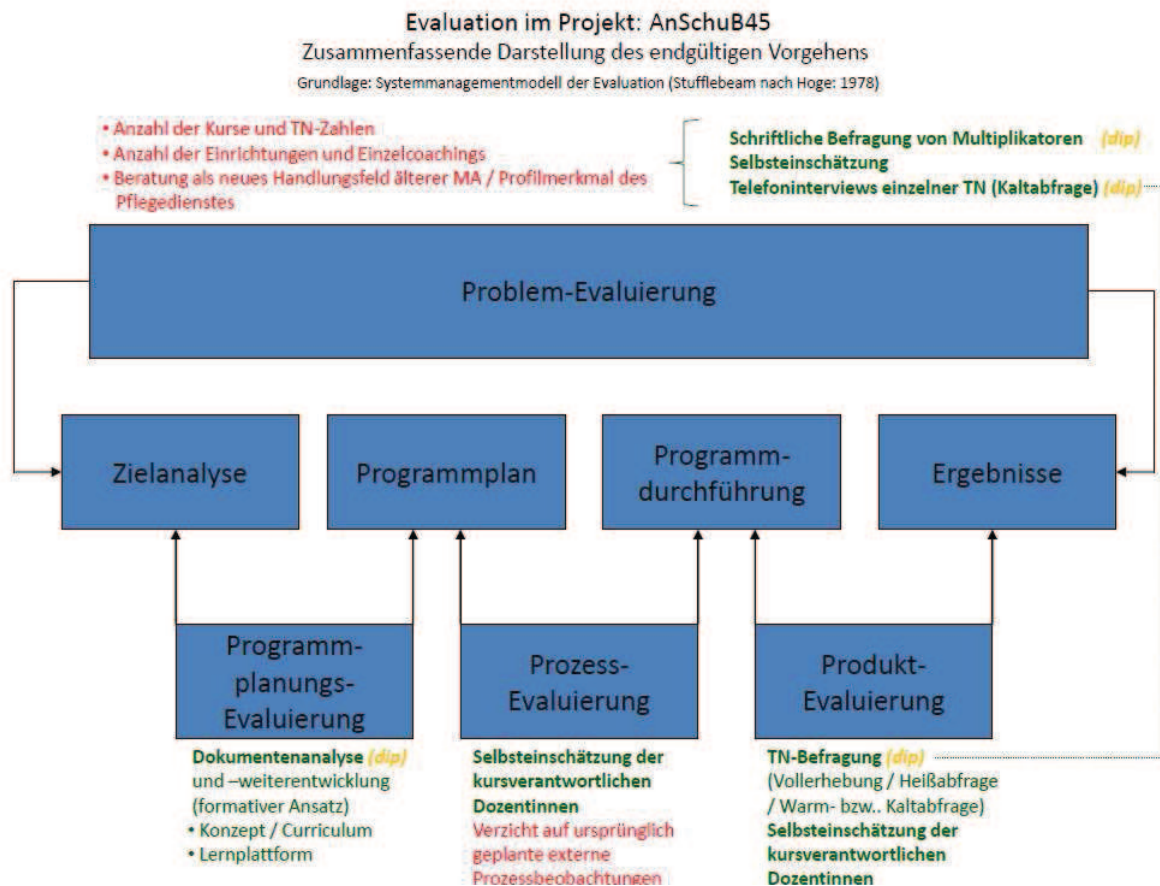 Evaluation im Projekt: AnSchuB45
Zusammenfassende Darstellung des endgültigen Vorgehens
Grundlage: Systemmanagementmodell der Evaluation (Stufflebeam nach Hoge: 1978)
• Anzahl der Kurse und TN-Zahlen
• Anzahl der Einrichtungen und Einzelcoachings
• Beratung als neues Handlungsfeld älterer MA / Profilmerkmal des
Pflegedienstes
Schriftliche Befragung von Multiplikatoren (dip)
Selbsteinschätzung
Telefoninterviews einzelner TN (Kaltabfrage) (dip)
Problem-Evaluierung
Zielanalyse
Programmplan
Programm-
durchführung
Ergebnisse
Programm-
planungs-
Evaluierung
Prozess-
Evaluierung
Produkt-
Evaluierung
Dokumentenanalyse (dip)
und –weiterentwicklung
(formativer Ansatz)
• Konzept / Curriculum
• Lernplattform
Selbsteinschätzung der
kursverantwortlichen
Dozentinnen
Verzicht auf ursprünglich
geplante externe
Prozessbeobachtungen
TN-Befragung (dip)
(Vollerhebung / Heißabfrage
/ Warm- bzw.. Kaltabfrage)
Selbsteinschätzung der
kursverantwortlichen
Dozentinnen